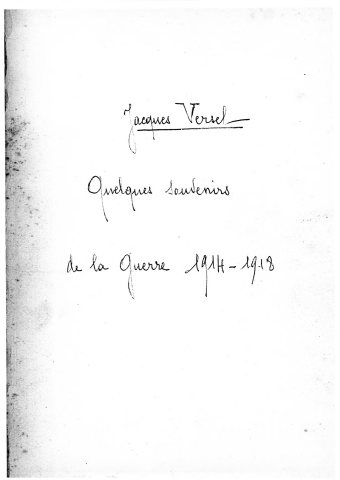 Jacques Versel
Quelques souvenirs
de la Guerre 1914-1918